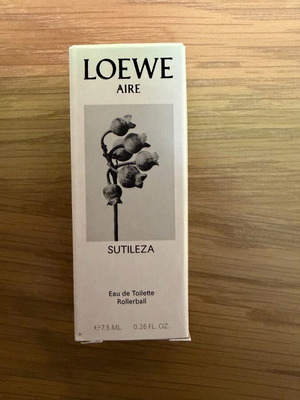 LOEWE
AIRE
SUTILEZA
Eau de Toilette
Rollerball
℮7.5 ML 0.25 FL. OZ.